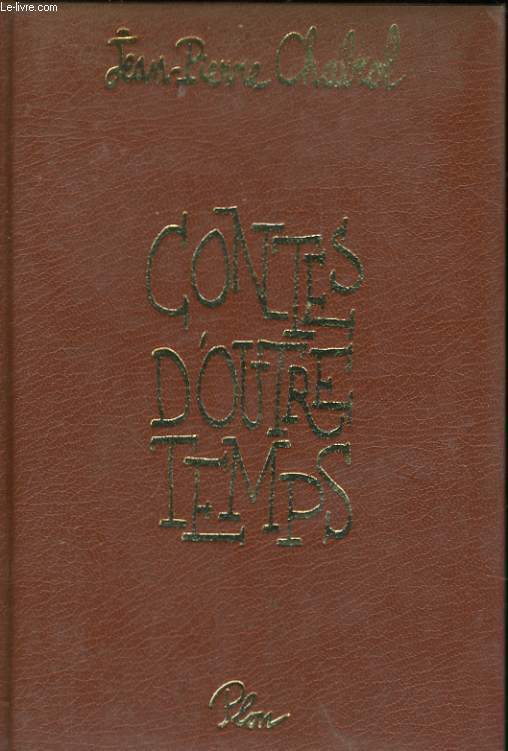 Le-livre.com
Jean-Pierre Chabrol
CONTES
D'OUTRE
TEMPS
Plon